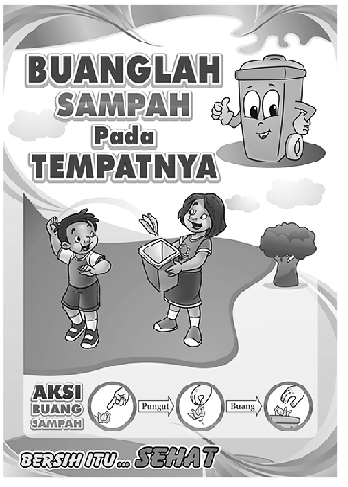 BUANGLAH
SAMPAH
Pada
TEMPATNYA
AKSI
BUANG
SAMPAH
Pungut
Buang
BERSIH ITU... SEHAT